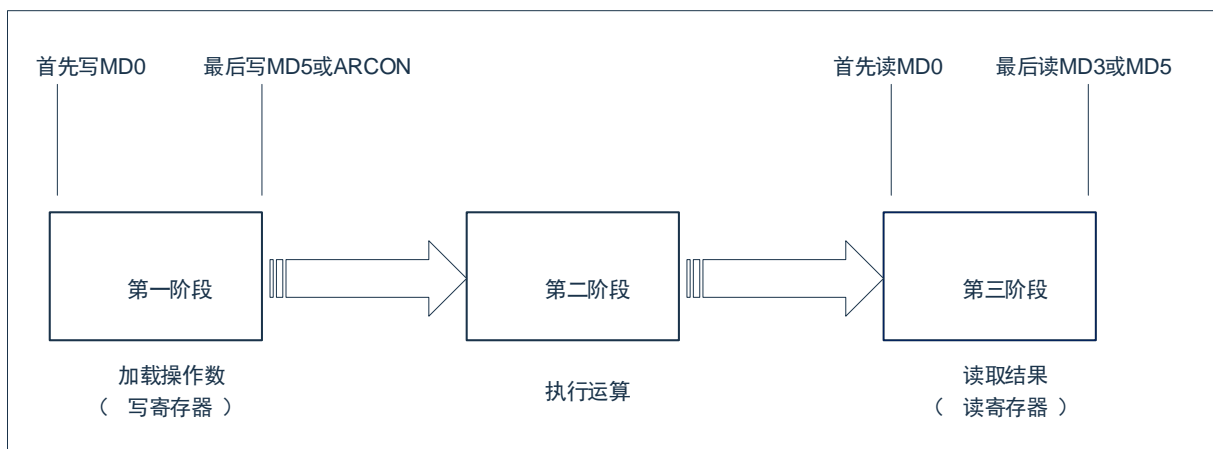 首先写MD0
最后写MD5或ARCON
首先读MD0
最后读MD3或MD5
第一阶段
第二阶段
第三阶段
加载操作数
（ 写寄存器 ）
执行运算
读取结果
（ 读寄存器 ）